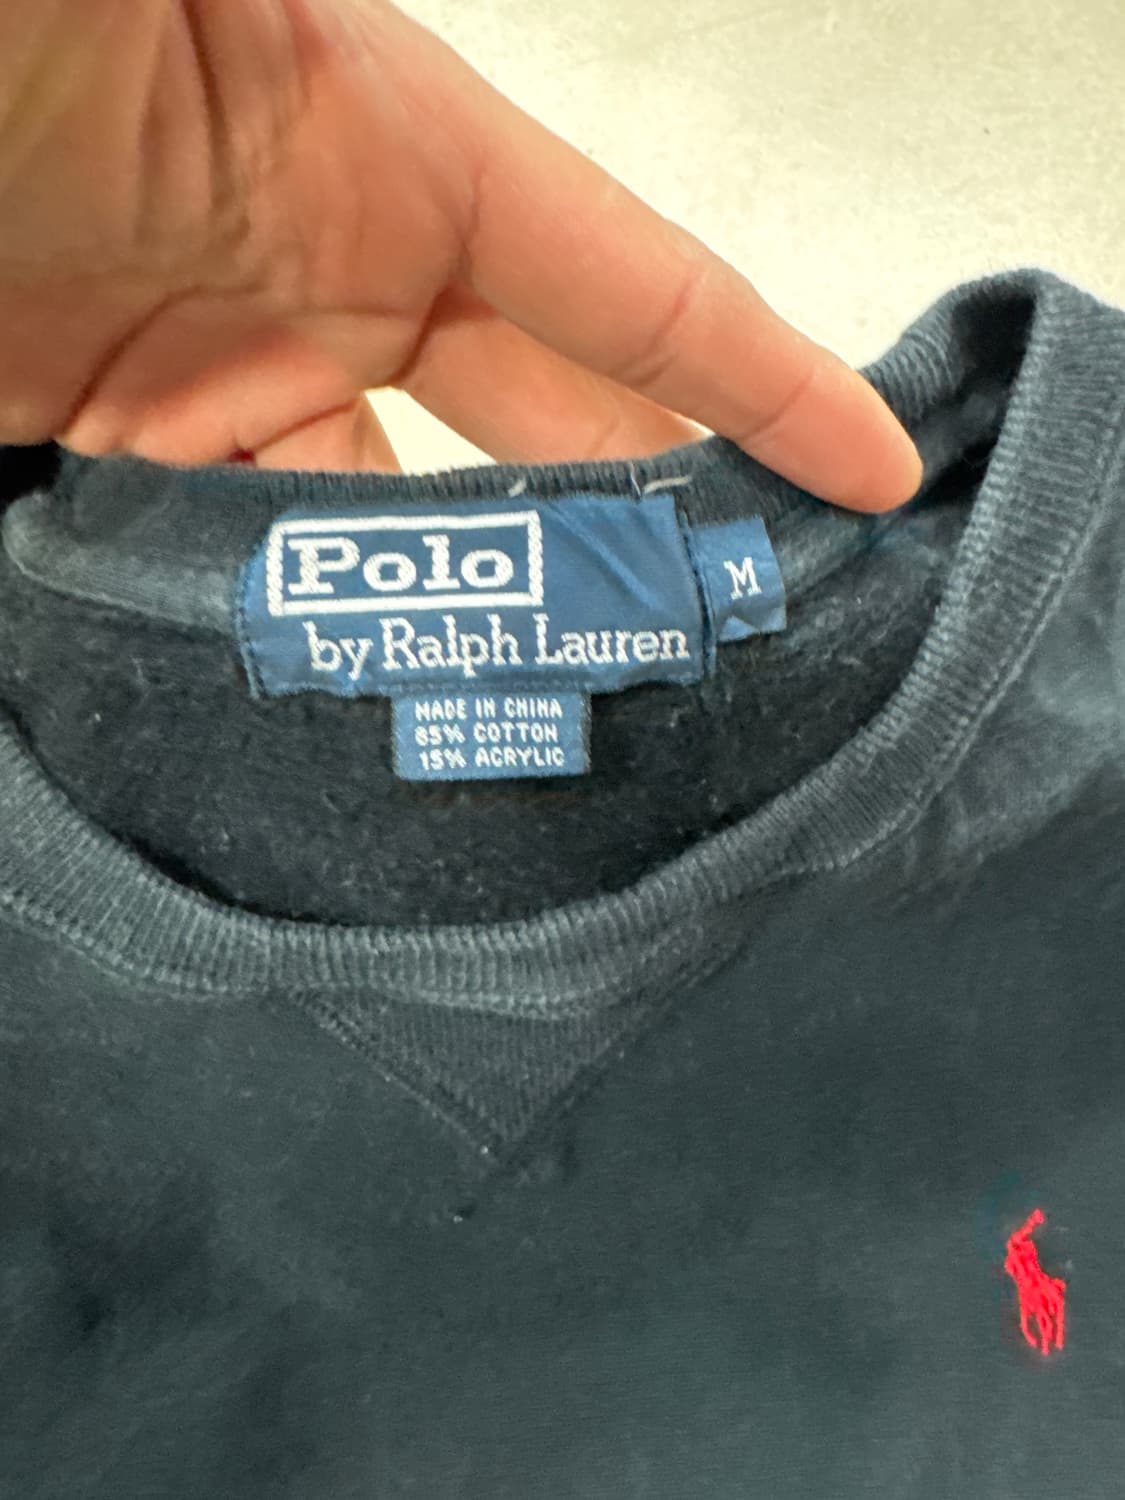 Polo
by Ralph Lauren
M
MADE IN CHINA
85% COTTON
15% ACRYLIC